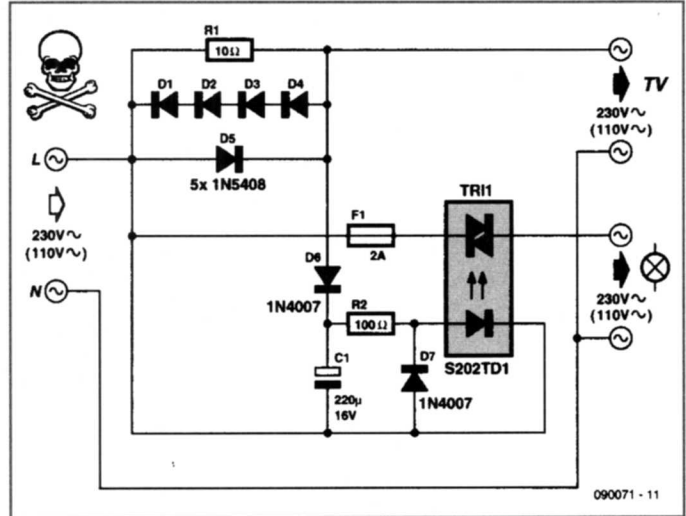 R1
10Ω
D1 D2 D3 D4
D5
5x 1N5408
L
230V~
(110V~)
N
F1
2A
D6
1N4007
R2
100 Ω
C1
220µ
16V
D7
1N4007
TRI1
S202TD1
TV
230V~
(110V~)
230V~
(110V~)
090071 - 11